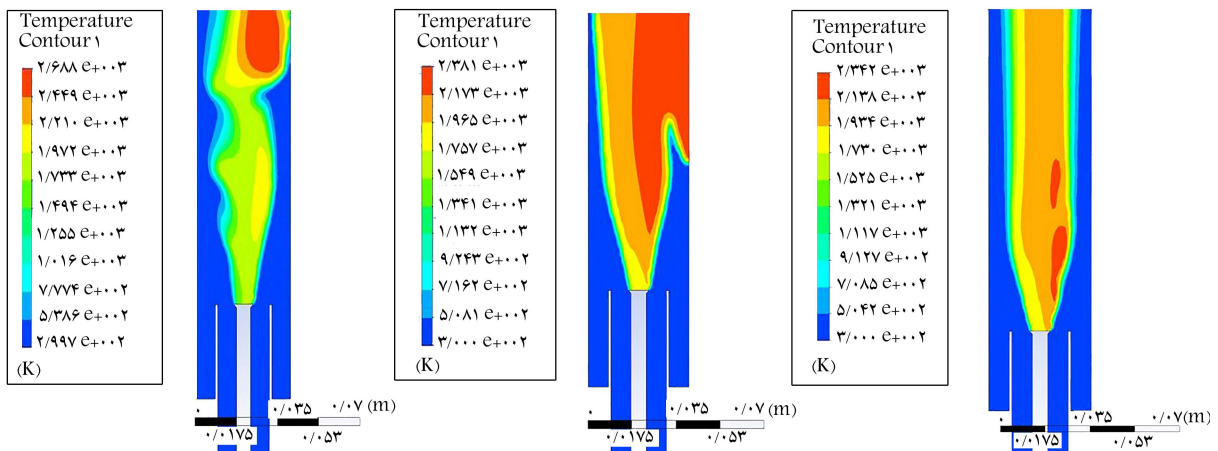 Temperature
Contour ۱
۲/۶۸۸ e+۰۰۳
۲/۴۴۹ e+۰۰۳
۲/۲۱۰ e+۰۰۳
۱/۹۷۲ e+۰۰۳
۱/۷۳۳ e+۰۰۳
۱/۴۹۴ e+۰۰۳
۱/۲۵۵ e+۰۰۳
۱/۰۱۶ e+۰۰۳
۷/۷۷۴ e+۰۰۲
۵/۳۸۶ e+۰۰۲
۲/۹۹۷ e+۰۰۲
(K)
۰ ۰/۰۳۵ ۰/۰۷ (m)
۰/۰۱۷۵ ۰/۰۵۳
Temperature
Contour ۱
۲/۳۸۱ e+۰۰۳
۲/۱۷۳ e+۰۰۳
۱/۹۶۵ e+۰۰۳
۱/۷۵۷ e+۰۰۳
۱/۵۴۹ e+۰۰۳
۱/۳۴۱ e+۰۰۳
۱/۱۳۲ e+۰۰۳
۹/۲۴۳ e+۰۰۲
۷/۱۶۲ e+۰۰۲
۵/۰۸۱ e+۰۰۲
۳/۰۰۰ e+۰۰۲
(K)
۰ ۰/۰۳۵ ۰/۰۷ (m)
۰/۰۱۷۵ ۰/۰۵۳
Temperature
Contour ۱
۲/۳۴۲ e+۰۰۳
۲/۱۳۸ e+۰۰۳
۱/۹۳۴ e+۰۰۳
۱/۷۳۰ e+۰۰۳
۱/۵۲۵ e+۰۰۳
۱/۳۲۱ e+۰۰۳
۱/۱۱۷ e+۰۰۳
۹/۱۲۷ e+۰۰۲
۷/۰۸۵ e+۰۰۲
۵/۰۴۲ e+۰۰۲
۳/۰۰۰ e+۰۰۲
(K)
۰ ۰/۰۳۵ ۰/۰۷ (m)
۰/۰۱۷۵ ۰/۰۵۳